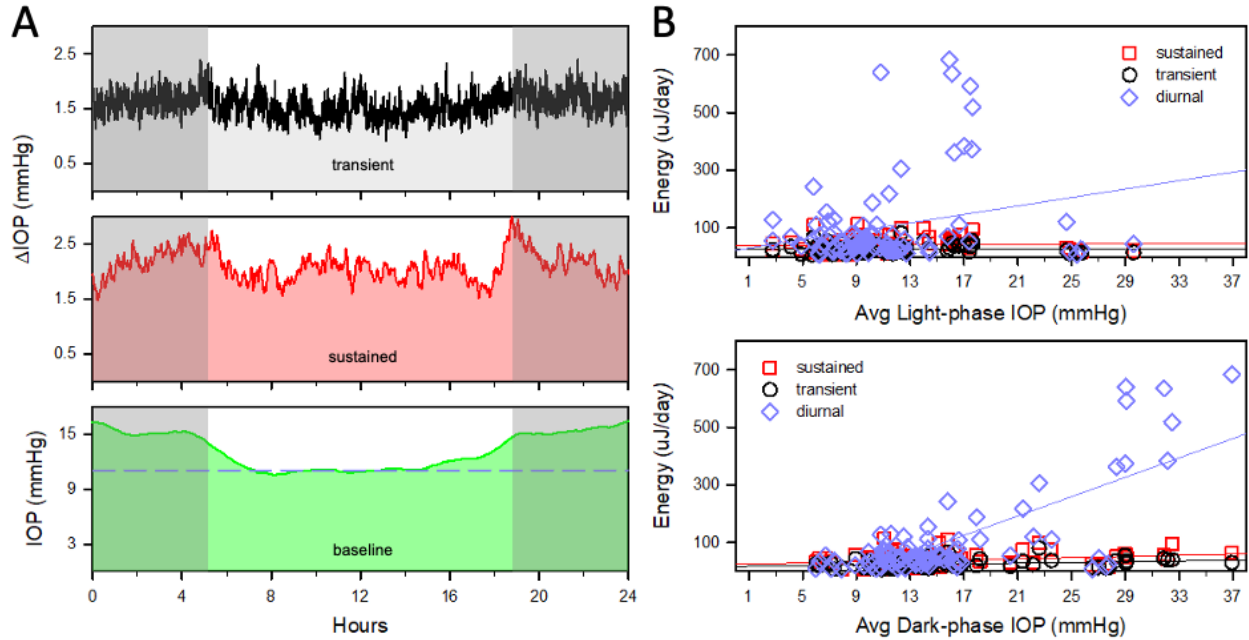 A
ΔIOP (mmHg)
2.5
1.5
0.5
transient
2.5
1.5
0.5
sustained
IOP (mmHg)
15
9
3
baseline
0 4 8 12 16 20 24
Hours
B
Energy (uJ/day)
700
500
300
100
sustained
transient
diurnal
1 5 9 13 17 21 25 29 33 37
Avg Light-phase IOP (mmHg)
Energy (uJ/day)
700
500
300
100
sustained
transient
diurnal
1 5 9 13 17 21 25 29 33 37
Avg Dark-phase IOP (mmHg)